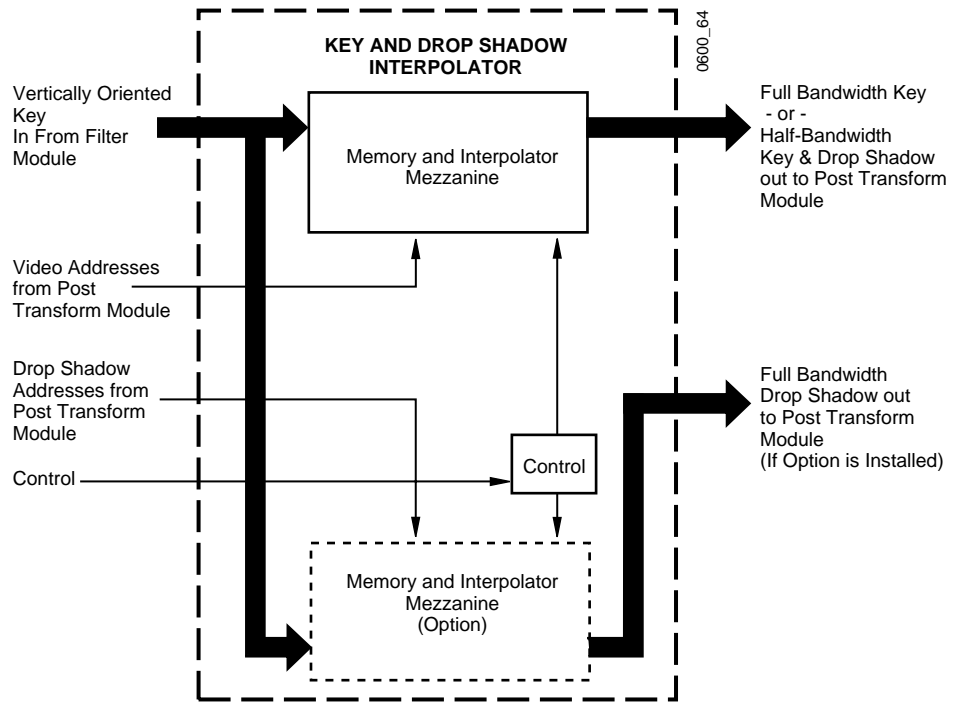 0600_64
KEY AND DROP SHADOW
INTERPOLATOR
Vertically Oriented
Key
In From Filter
Module
Memory and Interpolator
Mezzanine
Full Bandwidth Key
- or -
Half-Bandwidth
Key & Drop Shadow
out to Post Transform
Module
Video Addresses
from Post
Transform Module
Drop Shadow
Addresses from
Post Transform
Module
Full Bandwidth
Drop Shadow out
to Post Transform
Module
(If Option is Installed)
Control
Control
Memory and Interpolator
Mezzanine
(Option)